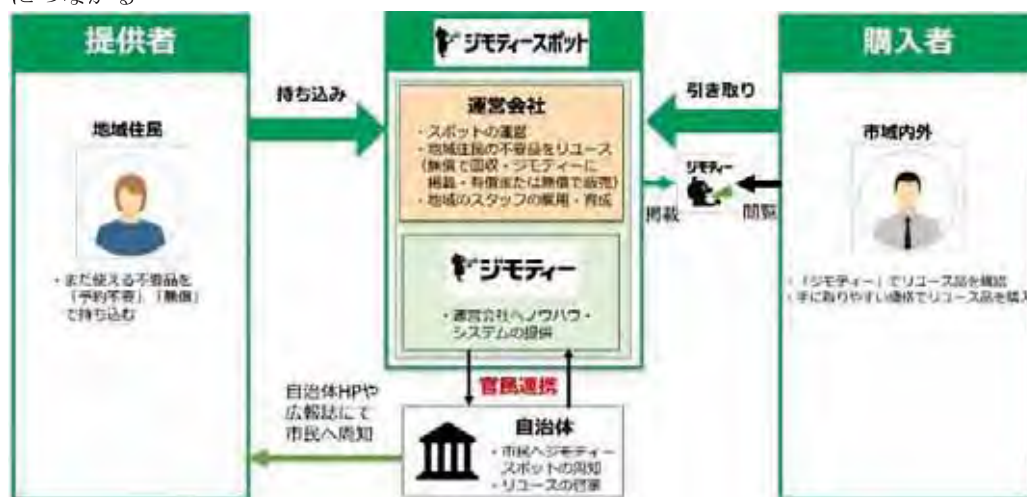 につながる
提供者
地域住民
・まだ使える不要品を
「予約不要」「無償」
で持ち込む
持ち込み
ジモティースポット
運営会社
・スポットの運営
・地域住民の不要品をリユース
(無償で回収・ジモティーに
掲載・有償または無償で販売)
・地域のスタッフの雇用・育成
ジモティー
・運営会社へノウハウ・
システムの提供
官民連携
自治体
・市民へジモティー
スポットの周知
・リユースの啓蒙
自治体HPや
広報誌にて
市民へ周知
引き取り
ジモティー
掲載
閲覧
購入者
市域内外
・「ジモティー」でリユース品を確認
・手に取りやすい価格でリユース品を購入